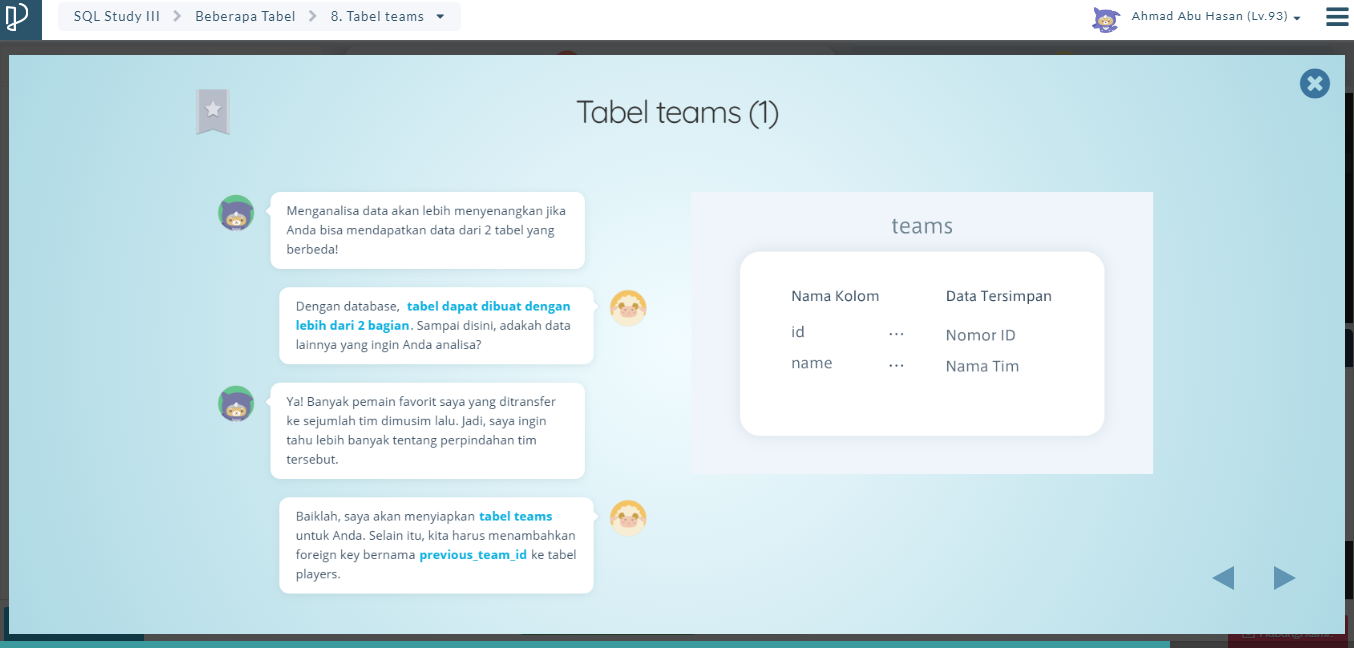 SQL Study III > Beberapa Tabel > 8. Tabel teams
Ahmad Abu Hasan (Lv.93)
Tabel teams (1)
Menganalisa data akan lebih menyenangkan jika
Anda bisa mendapatkan data dari 2 tabel yang
berbeda!
Dengan database, tabel dapat dibuat dengan
lebih dari 2 bagian. Sampai disini, adakah data
lainnya yang ingin Anda analisa?
Ya! Banyak pemain favorit saya yang ditransfer
ke sejumlah tim dimusim lalu. Jadi, saya ingin
tahu lebih banyak tentang perpindahan tim
tersebut.
Baiklah, saya akan menyiapkan tabel teams
untuk Anda. Selain itu, kita harus menambahkan
foreign key bernama previous_team_id ke tabel
players.
teams
Nama Kolom Data Tersimpan
id ... Nomor ID
name ... Nama Tim